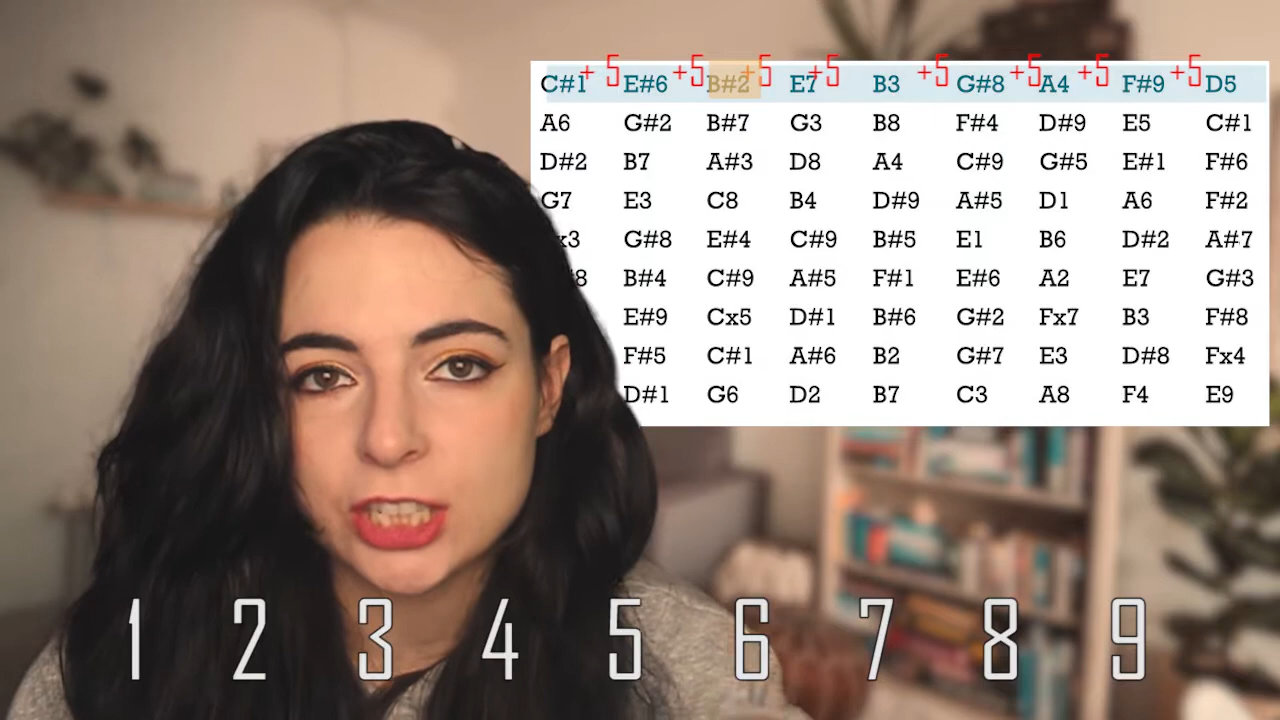 C#1 +5 E#6 +5 B#2 +5 E7 +5 B3 +5 G#8 +5 A4 +5 F#9 +5 D5
A6 G#2 B#7 G3 B8 F#4 D#9 E5 C#1
D#2 B7 A#3 D8 A4 C#9 G#5 E#1 F#6
G7 E3 C8 B4 D#9 A#5 D1 A6 F#2
x3 G#8 E#4 C#9 B#5 E1 B6 D#2 A#7
#8 B#4 C#9 A#5 F#1 E#6 A2 E7 G#3
E#9 Cx5 D#1 B#6 G#2 Fx7 B3 F#8
F#5 C#1 A#6 B2 G#7 E3 D#8 Fx4
D#1 G6 D2 B7 C3 A8 F4 E9
1 2 3 4 5 6 7 8 9